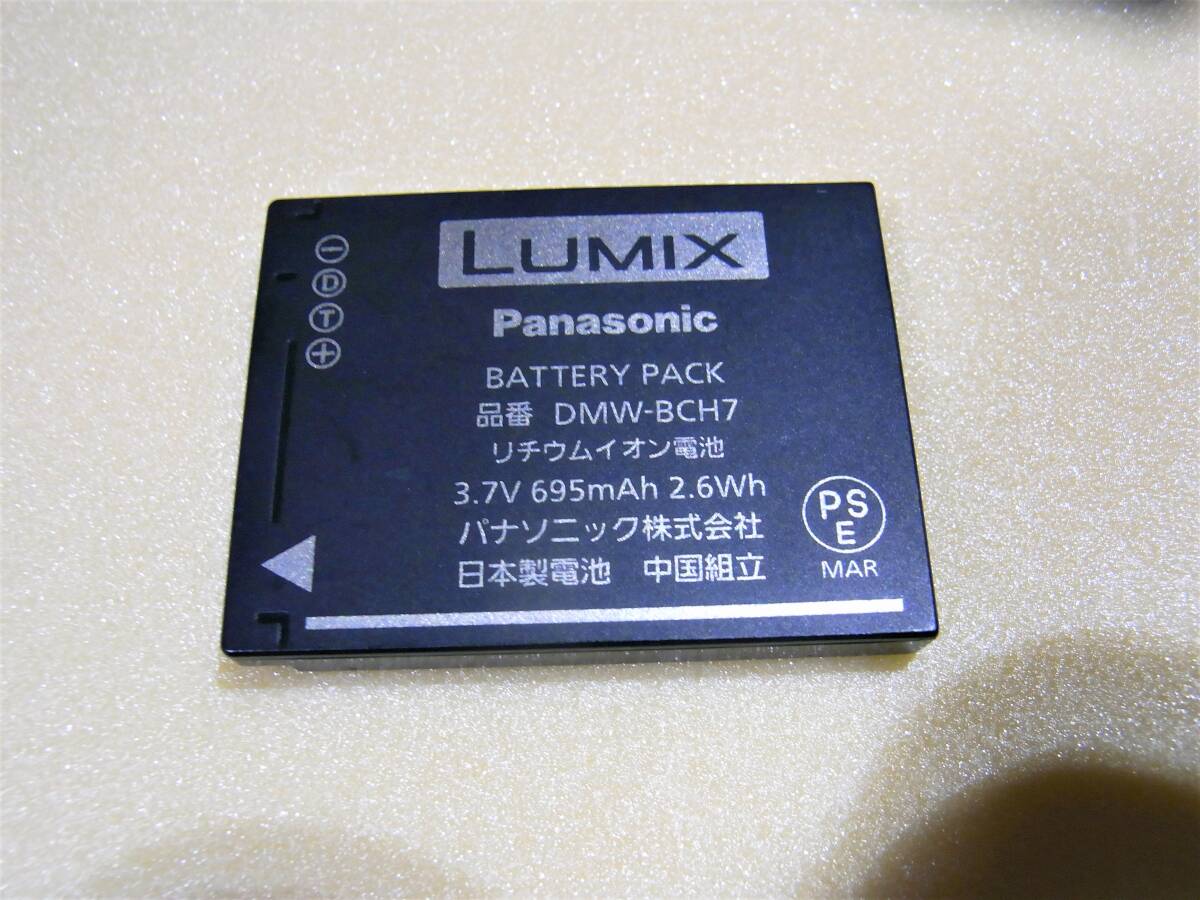 LUMIX
Panasonic
BATTERY PACK
品番 DMW-BCH7
リチウムイオン電池
3.7V 695mAh 2.6Wh
パナソニック株式会社
日本製電池 中国組立
−
D
T
+
PS
E
MAR